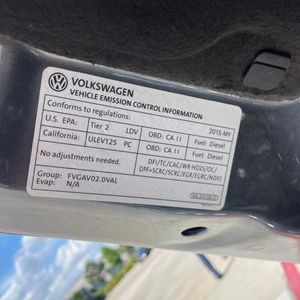 VOLKSWAGEN
VEHICLE EMISSION CONTROL INFORMATION
Conforms to regulations: 2015 MY
U.S. EPA: Tier 2 LDV OBD: CA II Fuel: Diesel
California: ULEV125 PC OBD: CA II Fuel: Diesel
No adjustments needed. DFI/TC/CAC/WR-HO2S/OC/
DPF+SCRC/SCRC/EGR/EGRC/NOXS
Group: FVGAV02.0VAL
Evap: N/A